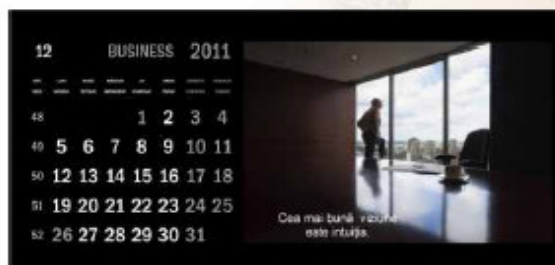 12 BUSINESS 2011
48 1 2 3 4
49 5 6 7 8 9 10 11
50 12 13 14 15 16 17 18
51 19 20 21 22 23 24 25
52 26 27 28 29 30 31
Cea mai bună viziune
este intuiția.